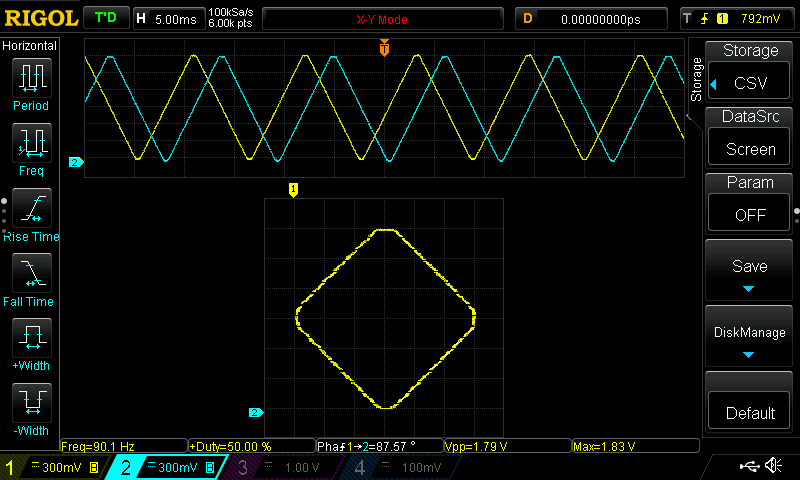 RIGOL T'D H 5.00ms 100kSa/s 6.00k pts X-Y Mode D 0.00000000ps T 1 792mV
Horizontal
Period
Freq
Rise Time
Fall Time
+Width
-Width
T
2
1
2
Storage
Storage
CSV
DataSrc
Screen
Param
OFF
Save
DiskManage
Default
Freq=90.1 Hz +Duty=50.00 % Pha1→2=87.57 ° Vpp=1.79 V Max=1.83 V
1 300mV B 2 300mV B 3 1.00 V 4 100mV